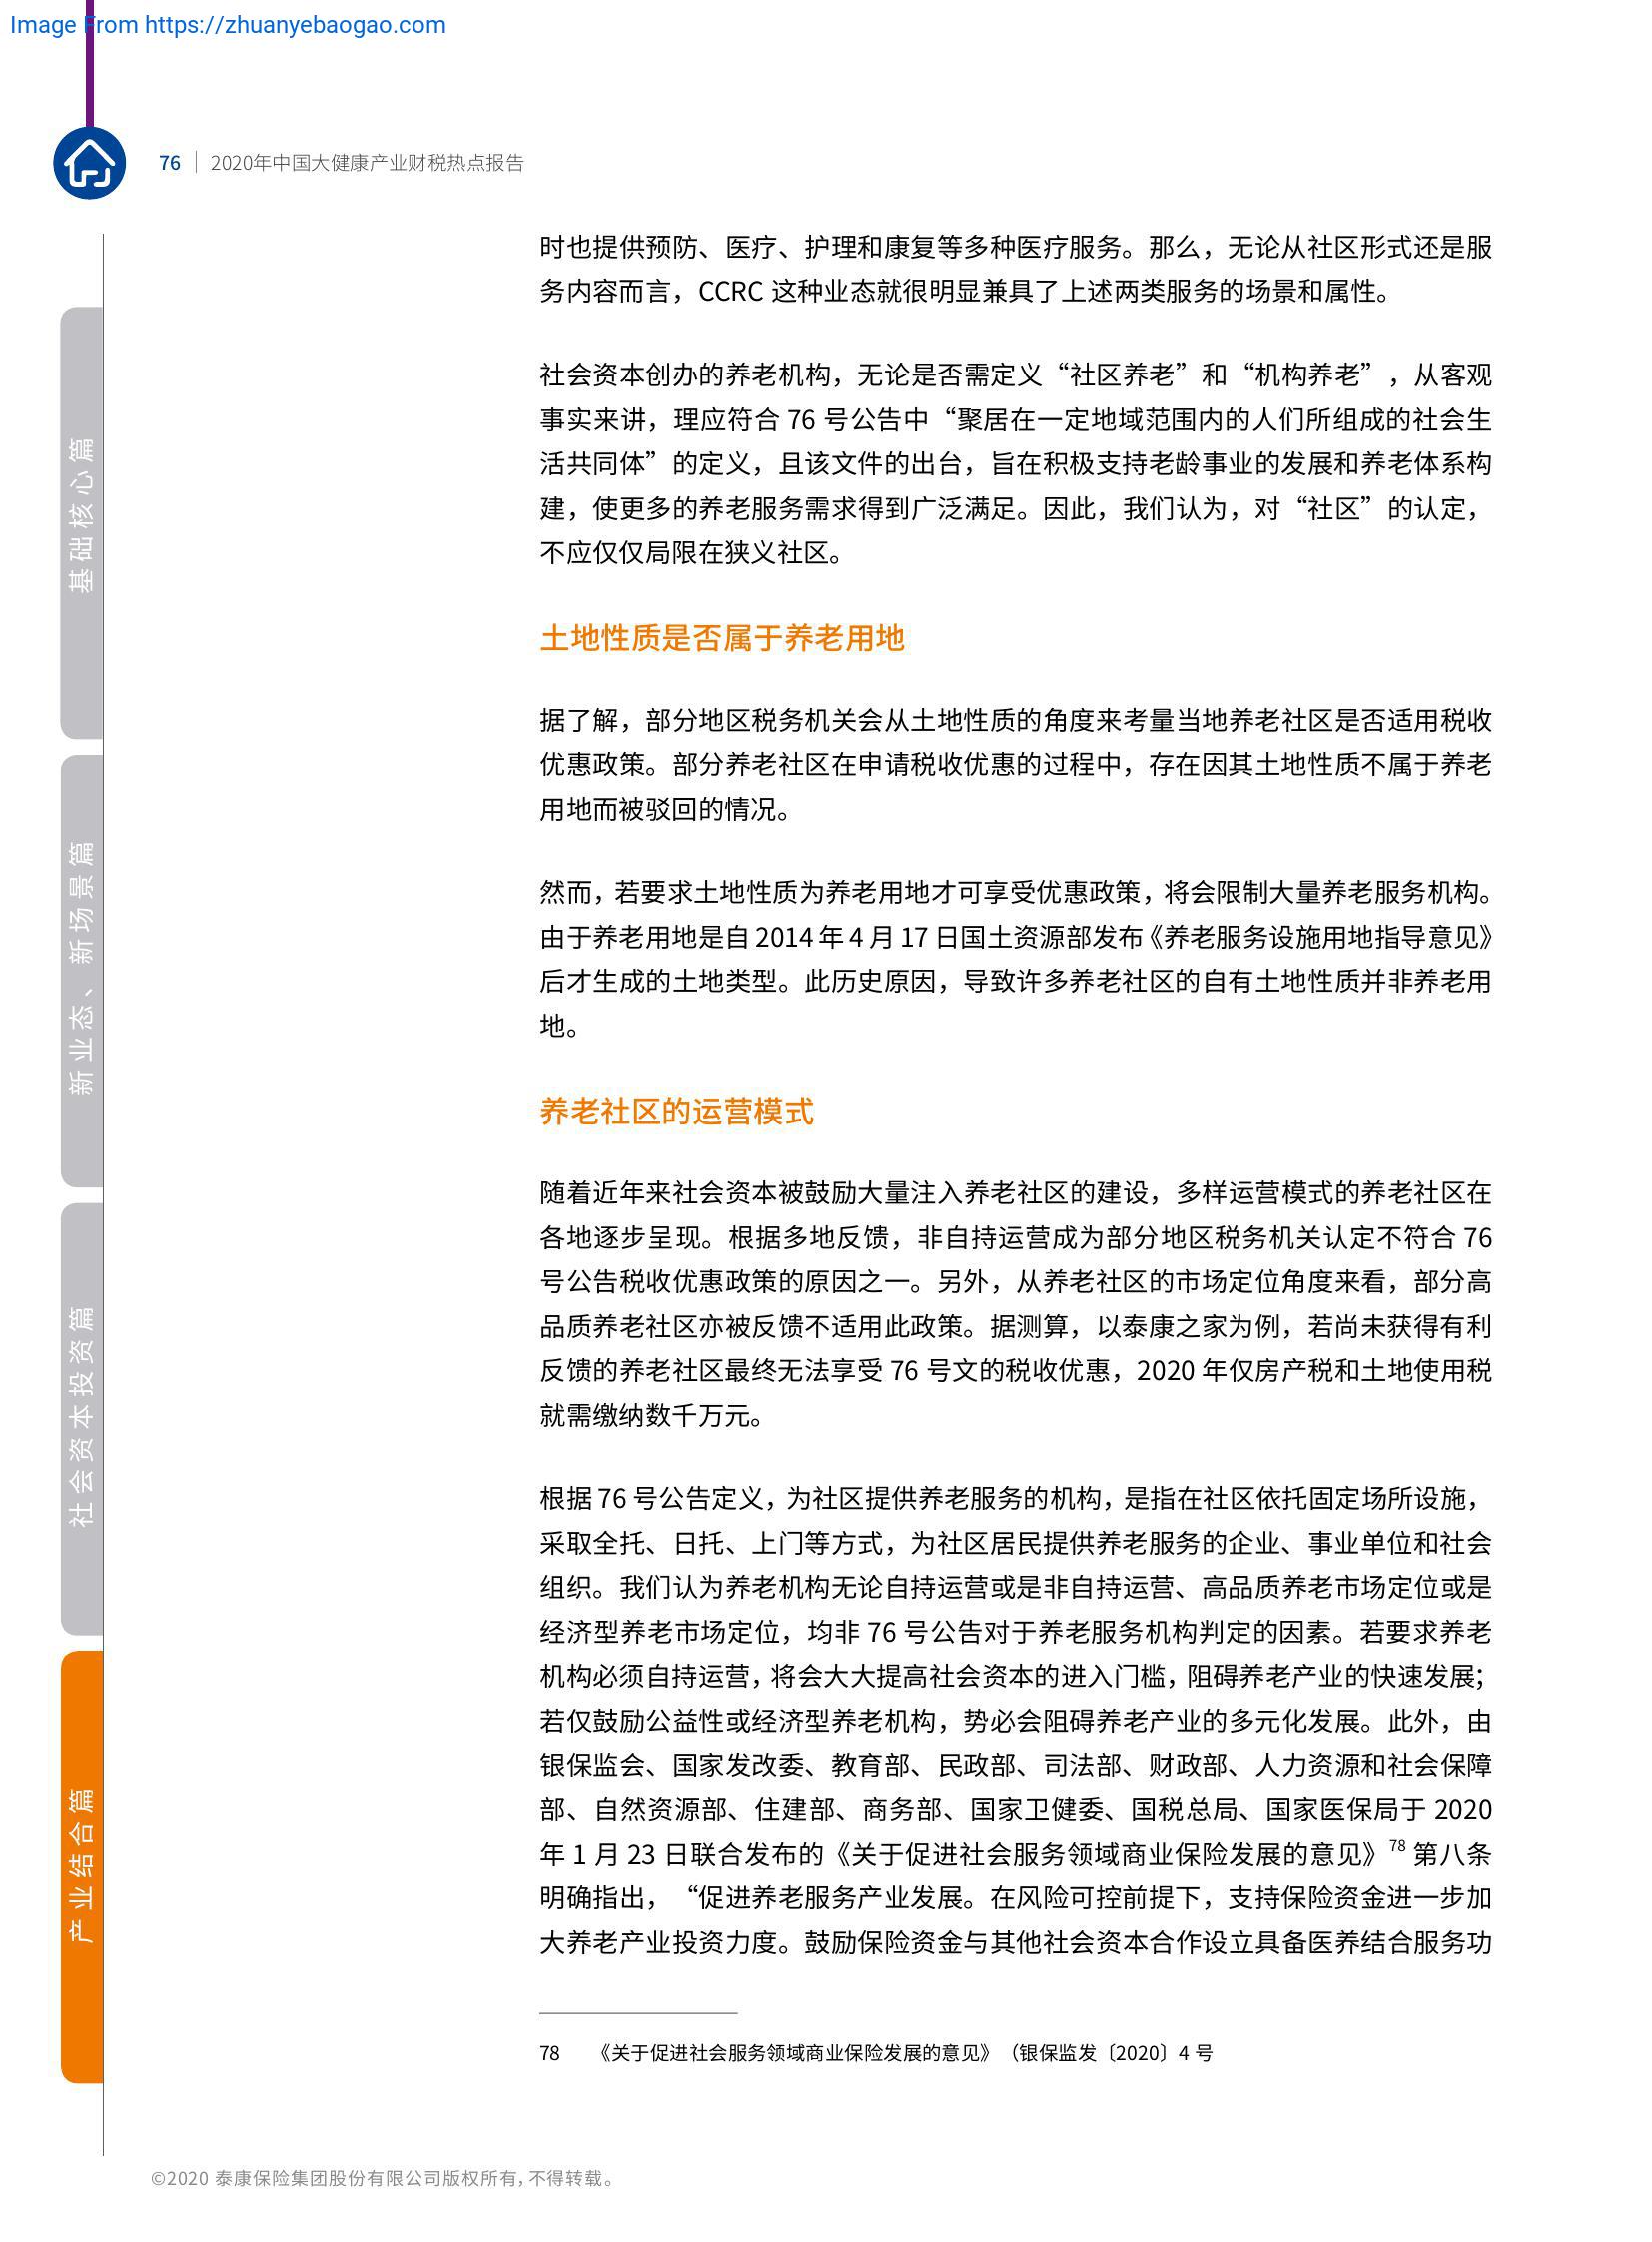 Image From https://zhuanyebaogao.com
76 2020年中国大健康产业财税热点报告
时也提供预防、医疗、护理和康复等多种医疗服务。那么，无论从社区形式还是服
务内容而言，CCRC 这种业态就很明显兼具了上述两类服务的场景和属性。
社会资本创办的养老机构，无论是否需定义“社区养老”和“机构养老”，从客观
事实来讲，理应符合 76 号公告中“聚居在一定地域范围内的人们所组成的社会生
活共同体”的定义，且该文件的出台，旨在积极支持老龄事业的发展和养老体系构
建，使更多的养老服务需求得到广泛满足。因此，我们认为，对“社区”的认定，
不应仅仅局限在狭义社区。
土地性质是否属于养老用地
据了解，部分地区税务机关会从土地性质的角度来考量当地养老社区是否适用税收
优惠政策。部分养老社区在申请税收优惠的过程中，存在因其土地性质不属于养老
用地而被驳回的情况。
然而，若要求土地性质为养老用地才可享受优惠政策，将会限制大量养老服务机构。
由于养老用地是自 2014 年 4 月 17 日国土资源部发布《养老服务设施用地指导意见》
后才生成的土地类型。此历史原因，导致许多养老社区的自有土地性质并非养老用
地。
养老社区的运营模式
随着近年来社会资本被鼓励大量注入养老社区的建设，多样运营模式的养老社区在
各地逐步呈现。根据多地反馈，非自持运营成为部分地区税务机关认定不符合 76
号公告税收优惠政策的原因之一。另外，从养老社区的市场定位角度来看，部分高
品质养老社区亦被反馈不适用此政策。据测算，以泰康之家为例，若尚未获得有利
反馈的养老社区最终无法享受 76 号文的税收优惠，2020 年仅房产税和土地使用税
就需缴纳数千万元。
根据 76 号公告定义，为社区提供养老服务的机构，是指在社区依托固定场所设施，
采取全托、日托、上门等方式，为社区居民提供养老服务的企业、事业单位和社会
组织。我们认为养老机构无论自持运营或是非自持运营、高品质养老市场定位或是
经济型养老市场定位，均非 76 号公告对于养老服务机构判定的因素。若要求养老
机构必须自持运营，将会大大提高社会资本的进入门槛，阻碍养老产业的快速发展；
若仅鼓励公益性或经济型养老机构，势必会阻碍养老产业的多元化发展。此外，由
银保监会、国家发改委、教育部、民政部、司法部、财政部、人力资源和社会保障
部、自然资源部、住建部、商务部、国家卫健委、国税总局、国家医保局于 2020
年 1 月 23 日联合发布的《关于促进社会服务领域商业保险发展的意见》78 第八条
明确指出，“促进养老服务产业发展。在风险可控前提下，支持保险资金进一步加
大养老产业投资力度。鼓励保险资金与其他社会资本合作设立具备医养结合服务功
78 《关于促进社会服务领域商业保险发展的意见》（银保监发〔2020〕4 号
基础核心篇
新业态、新场景篇
社会资本投资篇
产业结合篇
©2020 泰康保险集团股份有限公司版权所有，不得转载。